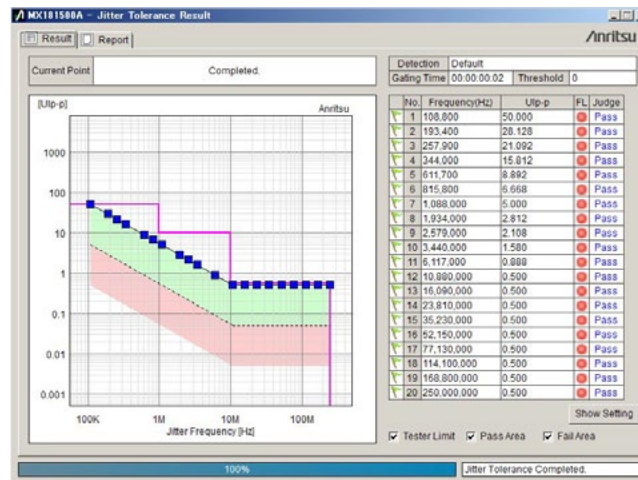 MX181500A - Jitter Tolerance Result
Result Report
Anritsu
Current Point Completed.
Detection Default
Gating Time 00:00:00:02 Threshold 0
[UIp-p]
Anritsu
1000
100
10
1
0.1
0.01
0.001
100K 1M 10M 100M
Jitter Frequency [Hz]
No. Frequency(Hz) UIp-p FL Judge
1 108,800 50.000 Pass
2 193,400 28.128 Pass
3 257,900 21.092 Pass
4 344,000 15.812 Pass
5 611,700 8.892 Pass
6 815,800 6.668 Pass
7 1,088,000 5.000 Pass
8 1,934,000 2.812 Pass
9 2,579,000 2.108 Pass
10 3,440,000 1.580 Pass
11 6,117,000 0.888 Pass
12 10,880,000 0.500 Pass
13 16,090,000 0.500 Pass
14 23,810,000 0.500 Pass
15 35,230,000 0.500 Pass
16 52,150,000 0.500 Pass
17 77,130,000 0.500 Pass
18 114,100,000 0.500 Pass
19 168,800,000 0.500 Pass
20 250,000,000 0.500 Pass
Show Setting
Tester Limit Pass Area Fail Area
100% Jitter Tolerance Completed.